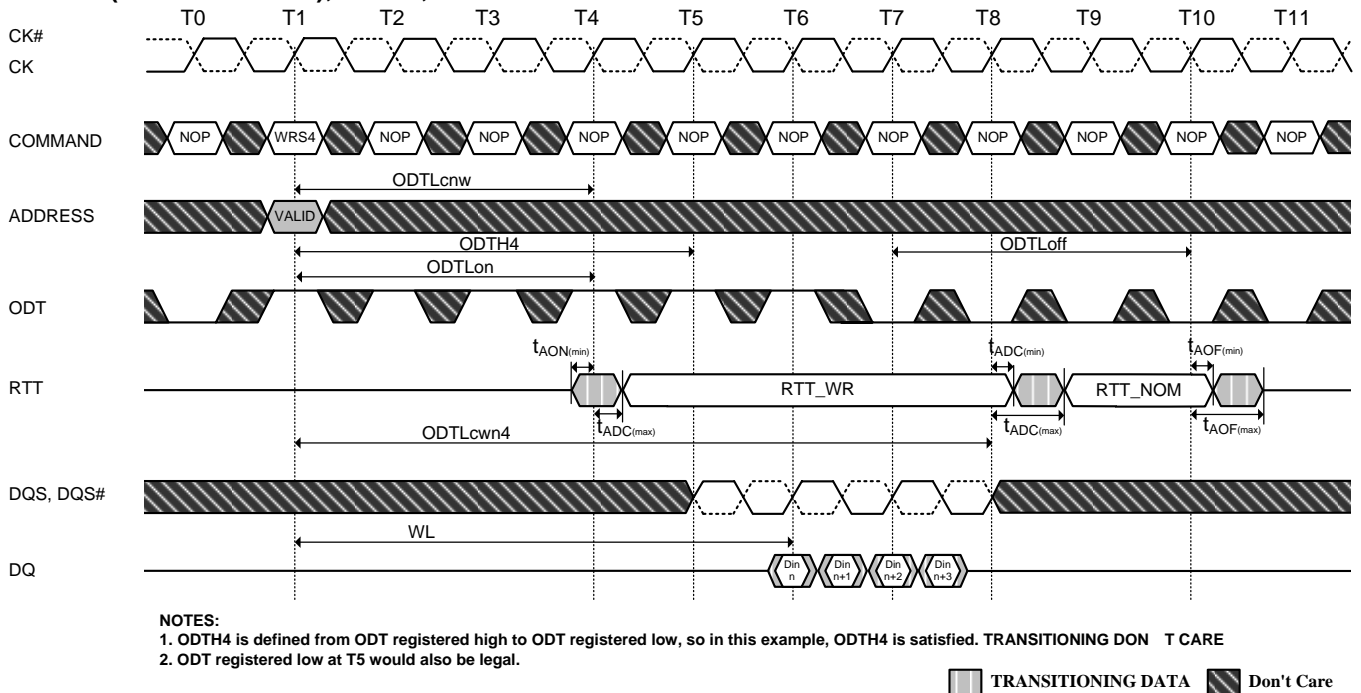 T0 T1 T2 T3 T4 T5 T6 T7 T8 T9 T10 T11
CK#
CK
COMMAND NOP WRS4 NOP NOP NOP NOP NOP NOP NOP NOP NOP NOP
ODTLcnw
ADDRESS VALID
ODTH4 ODTLoff
ODTLon
ODT
tAON(min) tADC(min) tAOF(min)
RTT RTT_WR RTT_NOM
tADC(max) tADC(max) tAOF(max)
ODTLcwn4
DQS, DQS#
WL
DQ Din n Din n+1 Din n+2 Din n+3
NOTES:
1. ODTH4 is defined from ODT registered high to ODT registered low, so in this example, ODTH4 is satisfied. TRANSITIONING DON T CARE
2. ODT registered low at T5 would also be legal.
TRANSITIONING DATA Don't Care